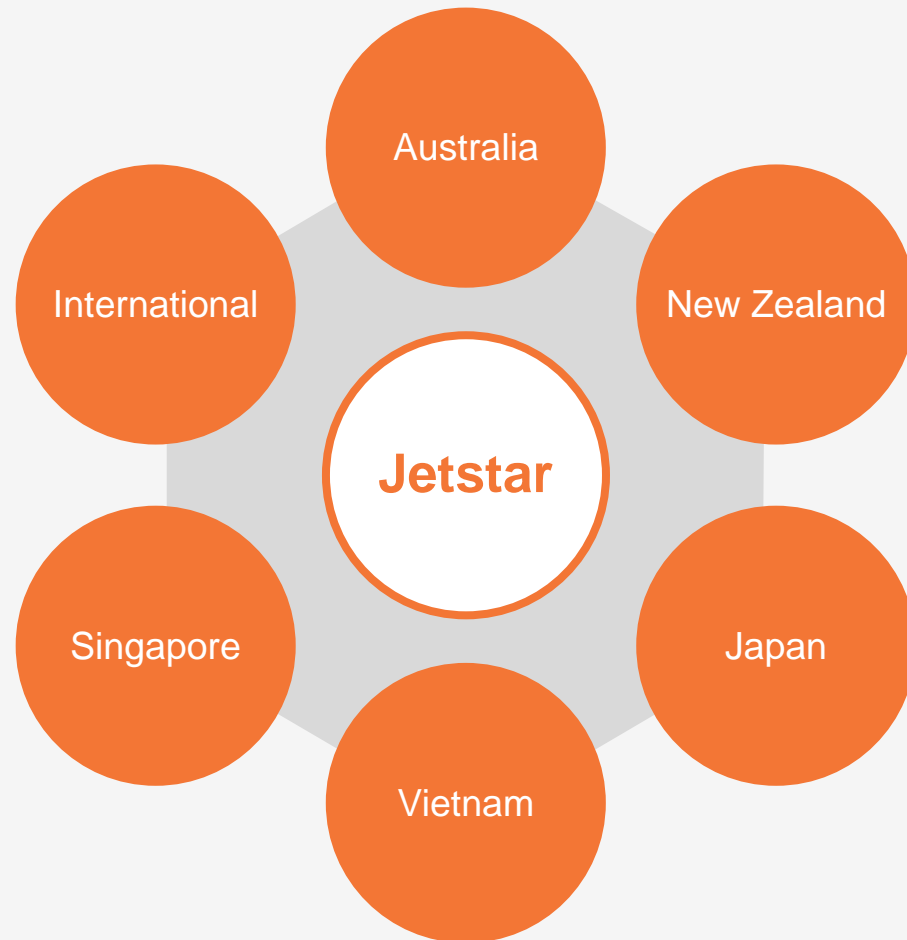 Australia
International
New Zealand
Jetstar
Singapore
Japan
Vietnam